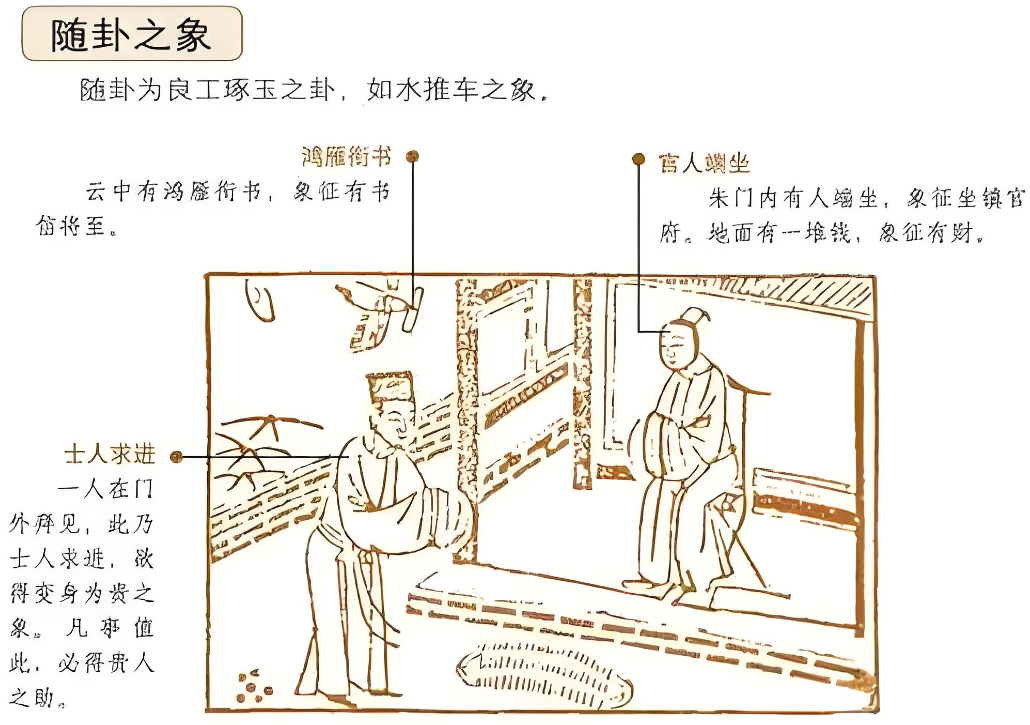 随卦之象
随卦为良工琢玉之卦，如水推车之象。
鸿雁衔书
云中有鸿雁衔书，象征有书
信将至。
官人端坐
朱门内有人端坐，象征坐镇官
府。地面有一堆钱，象征有财。
士人求进
一人在门
外拜见，此乃
士人求进，欲
得变身为贵之
象。凡事值
此，必得贵人
之助。